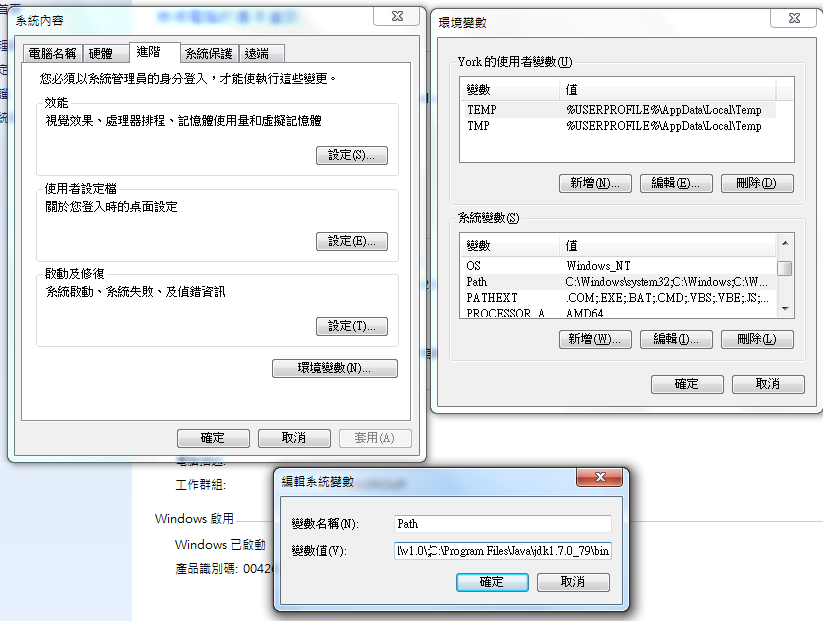 系統內容
電腦名稱 硬體 進階 系統保護 遠端
您必須以系統管理員的身分登入，才能使執行這些變更。
效能
視覺效果、處理器排程、記憶體使用量和虛擬記憶體
設定(S)...
使用者設定檔
關於您登入時的桌面設定
設定(E)...
啟動及修復
系統啟動、系統失敗、及偵錯資訊
設定(T)...
環境變數(N)...
確定 取消 套用(A)
環境變數
York 的使用者變數(U)
變數 值
TEMP %USERPROFILE%\AppData\Local\Temp
TMP %USERPROFILE%\AppData\Local\Temp
新增(N)... 編輯(E)... 刪除(D)
系統變數(S)
變數 值
OS Windows_NT
Path C:\Windows\system32;C:\Windows;C:\W...
PATHEXT .COM;.EXE;.BAT;.CMD;.VBS;.VBE;.JS;...
PROCESSOR_A AMD64
新增(W)... 編輯(I)... 刪除(L)
確定 取消
工作群組:
Windows 啟用
Windows 已啟動
產品識別碼: 0042
編輯系統變數
變數名稱(N): Path
變數值(V): l\v1.0\;C:\Program Files\Java\jdk1.7.0_79\bin
確定 取消